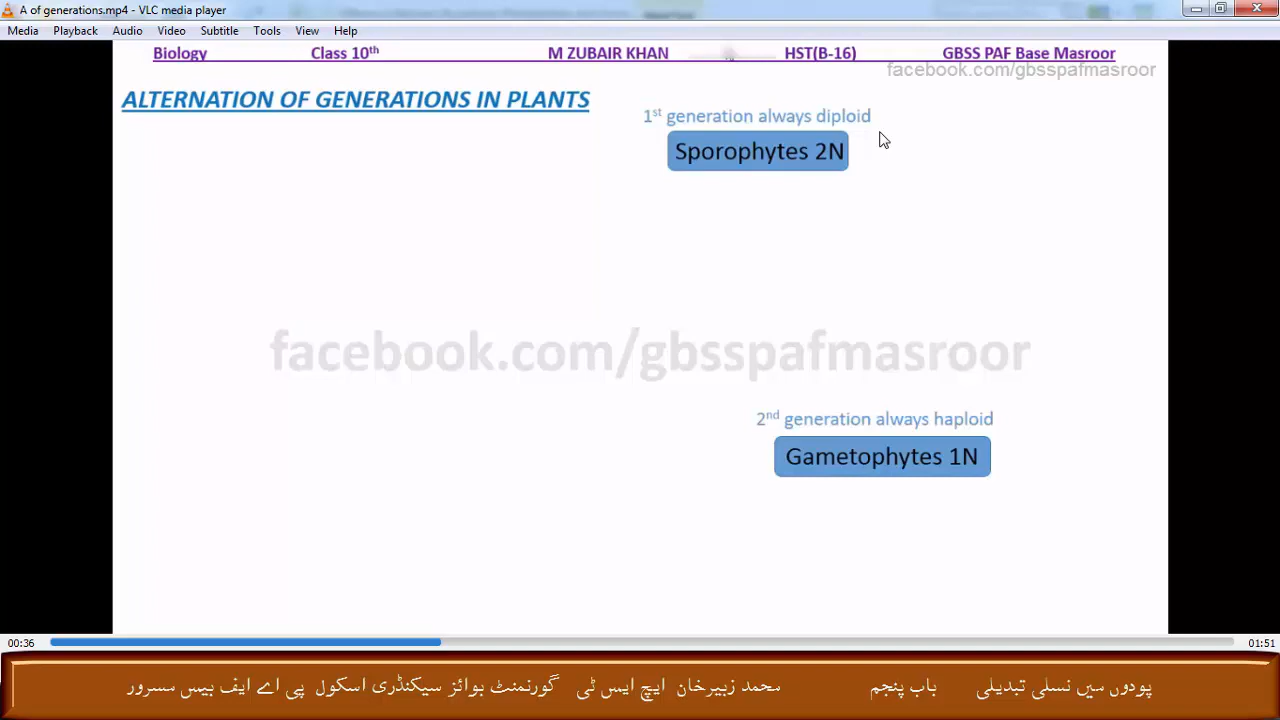 A of generations.mp4 - VLC media player
Media Playback Audio Video Subtitle Tools View Help
Biology Class 10th M ZUBAIR KHAN HST(B-16) GBSS PAF Base Masroor
facebook.com/gbsspafmasroor
ALTERNATION OF GENERATIONS IN PLANTS
1st generation always diploid
Sporophytes 2N
facebook.com/gbsspafmasroor
2nd generation always haploid
Gametophytes 1N
00:36 01:51
پودوں میں نسلی تبدیلی باب پنجم محمد زبیرخان ایچ ایس ٹی گورنمنٹ بوائز سیکنڈری اسکول پی اے ایف بیس مسرور